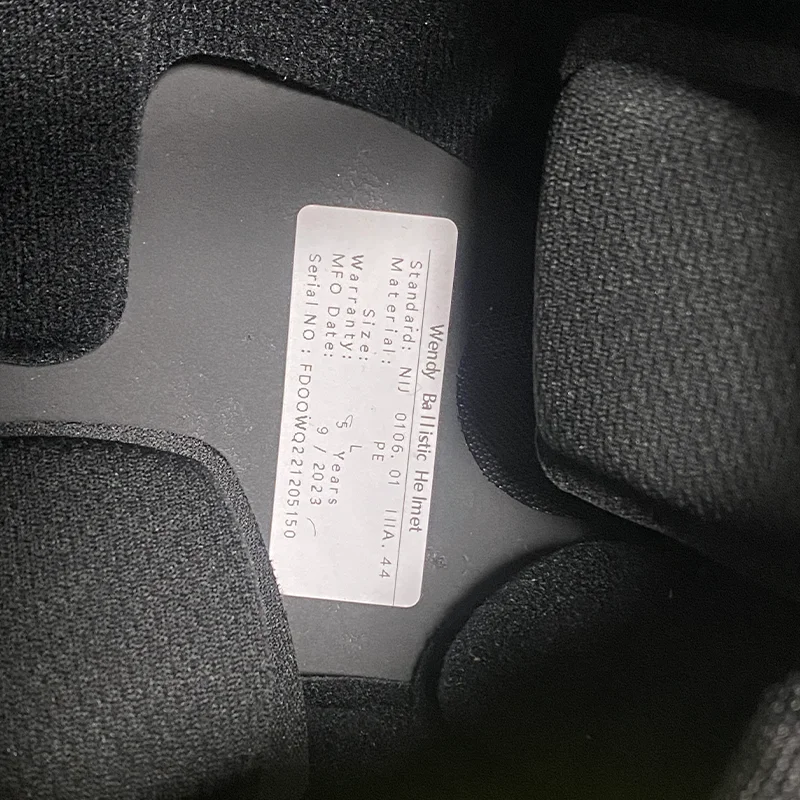 Wendy Ballistic Helmet
Standard: NIJ 0106.01 IIIA.44
Material: PE
Size: L
Warranty: 5 Years
MFO Date: 9 / 2023
Serial NO : FDOOWQ221205150